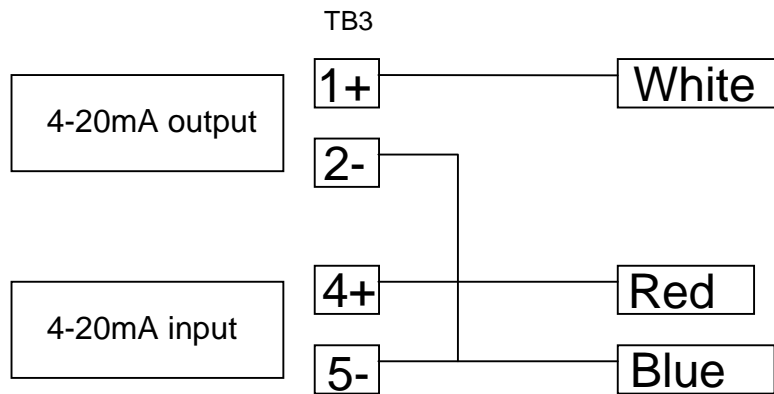 TB3
1+ White
4-20mA output
2-
4+ Red
4-20mA input
5- Blue